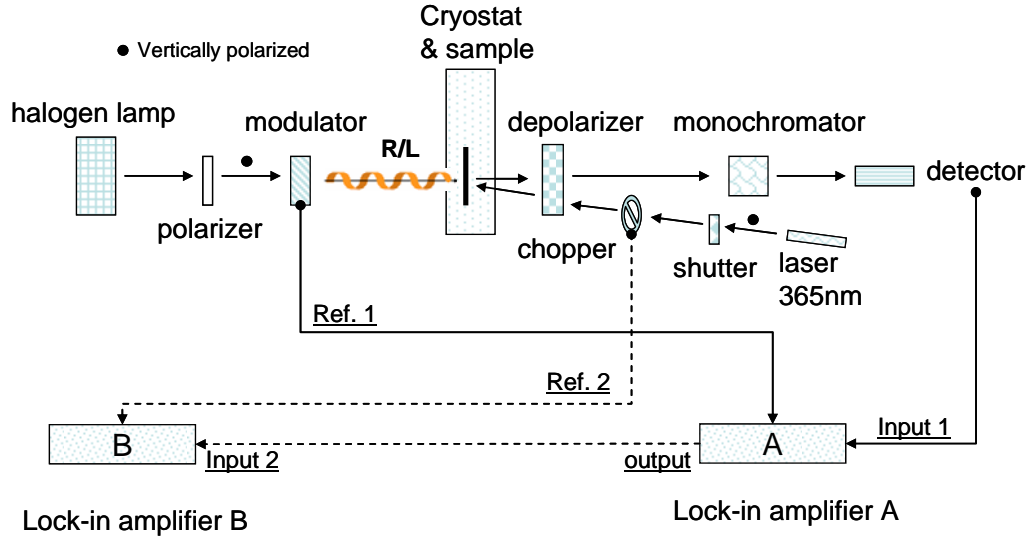 Cryostat
& sample
● Vertically polarized
halogen lamp
modulator
depolarizer
monochromator
R/L
detector
polarizer
chopper
shutter
laser
365nm
Ref. 1
Ref. 2
Input 1
B
A
Input 2
output
Lock-in amplifier B
Lock-in amplifier A